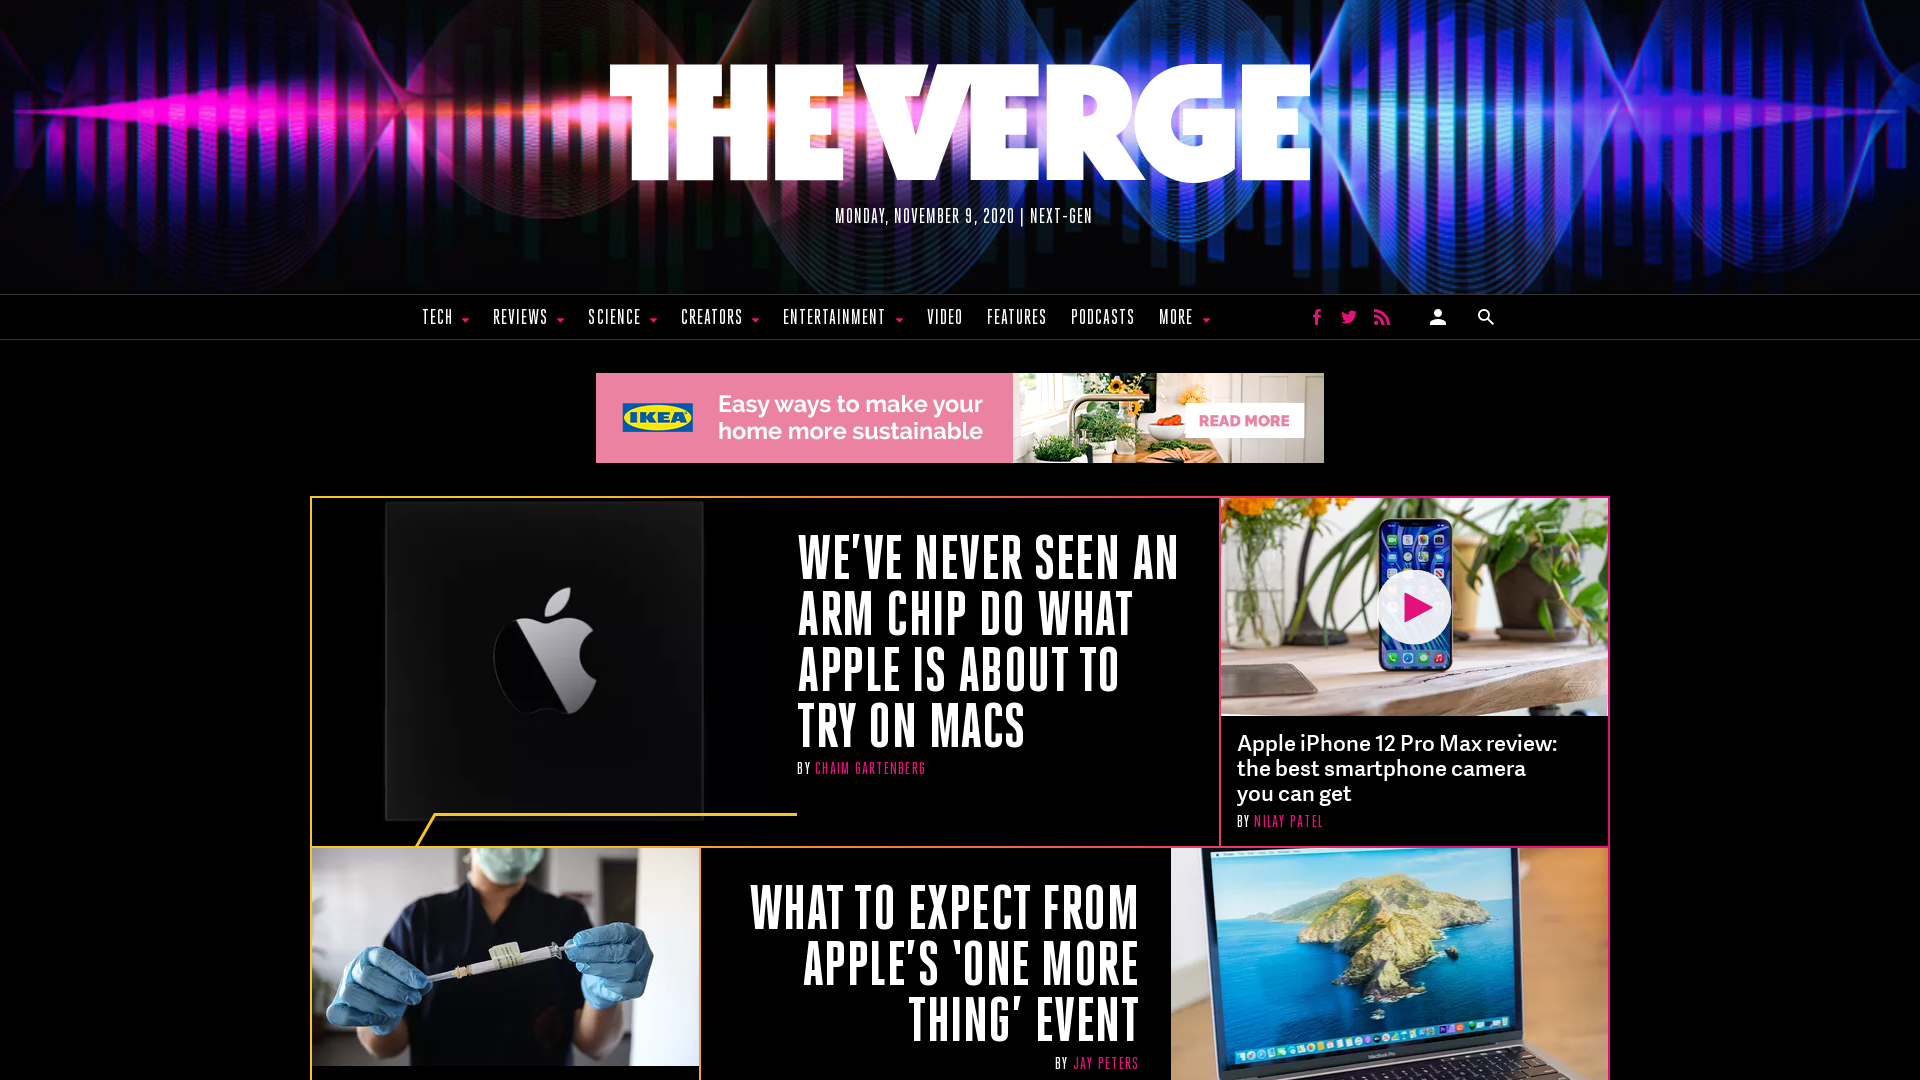 THE VERGE
MONDAY, NOVEMBER 9, 2020 | NEXT-GEN
TECH REVIEWS SCIENCE CREATORS ENTERTAINMENT VIDEO FEATURES PODCASTS MORE
IKEA
Easy ways to make your
home more sustainable
READ MORE
WE'VE NEVER SEEN AN
ARM CHIP DO WHAT
APPLE IS ABOUT TO
TRY ON MACS
BY CHAIM GARTENBERG
Apple iPhone 12 Pro Max review:
the best smartphone camera
you can get
BY NILAY PATEL
WHAT TO EXPECT FROM
APPLE'S ‘ONE MORE
THING’ EVENT
BY JAY PETERS
MacBook Pro